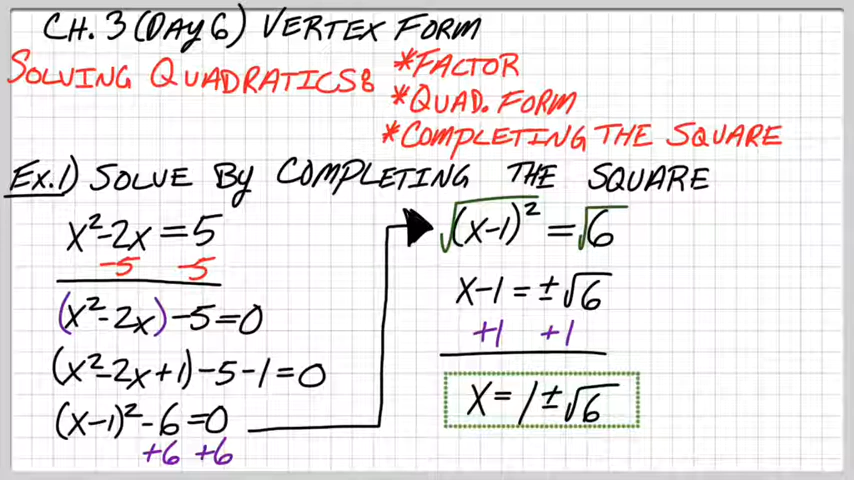 CH. 3 (DAY 6) VERTEX FORM
SOLVING QUADRATICS:
*FACTOR
*QUAD. FORM
*COMPLETING THE SQUARE
Ex.1) SOLVE BY COMPLETING THE SQUARE
x²-2x=5
-5 -5
(x²-2x)-5=0
(x²-2x+1)-5-1=0
(x-1)²-6=0
+6 +6
√(x-1)²=√6
x-1=±√6
+1 +1
x=1±√6